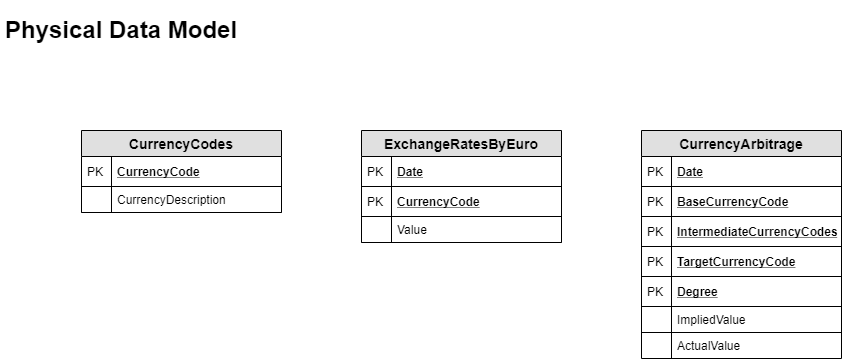 Physical Data Model
CurrencyCodes
PK CurrencyCode
CurrencyDescription
ExchangeRatesByEuro
PK Date
PK CurrencyCode
Value
CurrencyArbitrage
PK Date
PK BaseCurrencyCode
PK IntermediateCurrencyCodes
PK TargetCurrencyCode
PK Degree
ImpliedValue
ActualValue